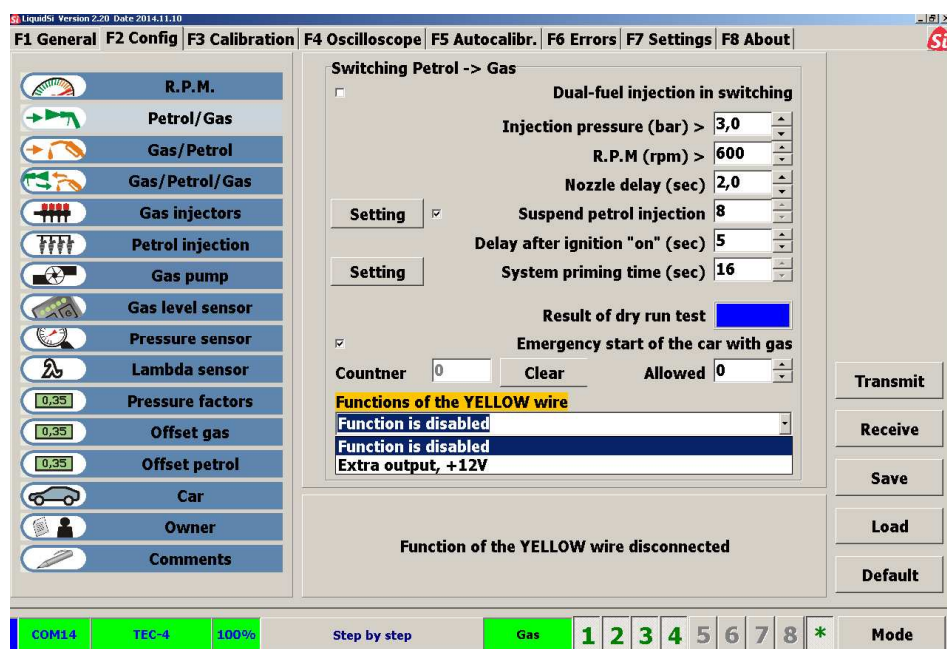 LiquidSi Version 2.20 Date 2014.11.10
F1 General F2 Config F3 Calibration F4 Oscilloscope F5 Autocalibr. F6 Errors F7 Settings F8 About
Si
R.P.M.
Petrol/Gas
Gas/Petrol
Gas/Petrol/Gas
Gas injectors
Petrol injection
Gas pump
Gas level sensor
Pressure sensor
Lambda sensor
0,35 Pressure factors
0,35 Offset gas
0,35 Offset petrol
Car
Owner
Comments
Switching Petrol -> Gas
Dual-fuel injection in switching
Injection pressure (bar) > 3,0
R.P.M (rpm) > 600
Nozzle delay (sec) 2,0
Setting Suspend petrol injection 8
Delay after ignition "on" (sec) 5
Setting System priming time (sec) 16
Result of dry run test
Emergency start of the car with gas
Countner 0 Clear Allowed 0
Functions of the YELLOW wire
Function is disabled
Function is disabled
Extra output, +12V
Function of the YELLOW wire disconnected
Transmit
Receive
Save
Load
Default
COM14 TEC-4 100% Step by step Gas 1 2 3 4 5 6 7 8 * Mode